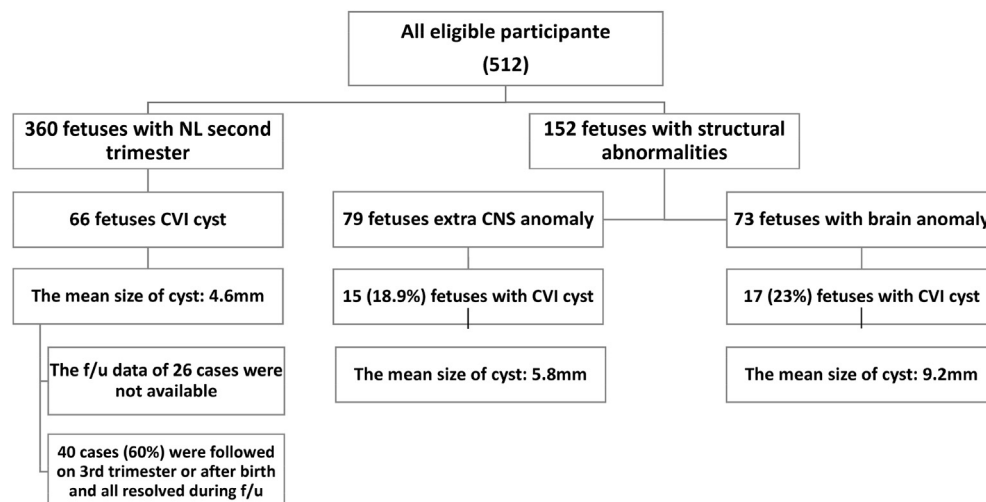 All eligible participante
(512)
360 fetuses with NL second
trimester
152 fetuses with structural
abnormalities
66 fetuses CVI cyst
79 fetuses extra CNS anomaly
73 fetuses with brain anomaly
The mean size of cyst: 4.6mm
15 (18.9%) fetuses with CVI cyst
17 (23%) fetuses with CVI cyst
The f/u data of 26 cases were
not available
The mean size of cyst: 5.8mm
The mean size of cyst: 9.2mm
40 cases (60%) were followed
on 3rd trimester or after birth
and all resolved during f/u